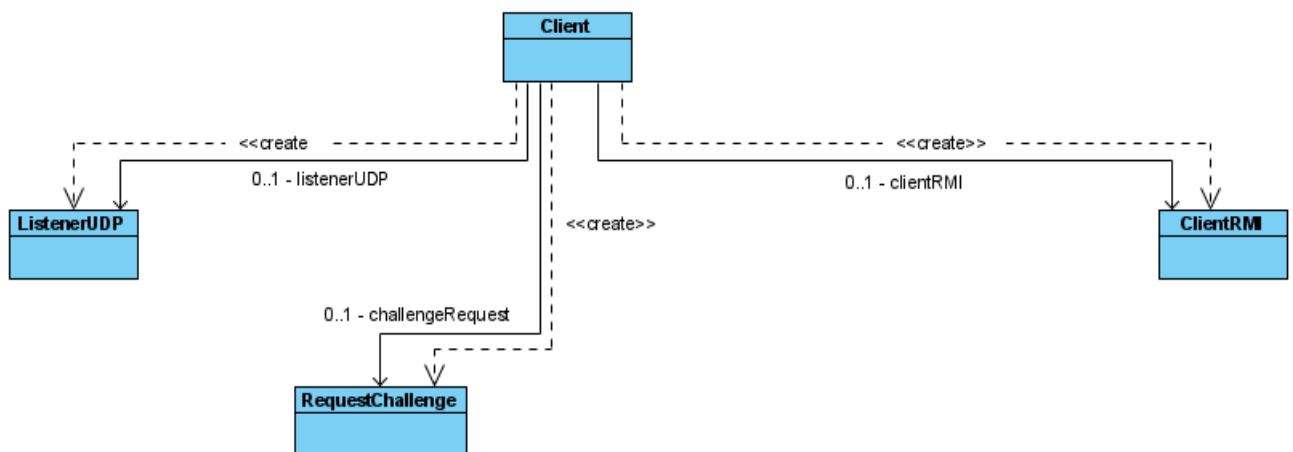 Client
<<create
<<create>>
0..1 - listenerUDP
0..1 - clientRMI
ListenerUDP
<<create>>
ClientRMI
0..1 - challengeRequest
RequestChallenge